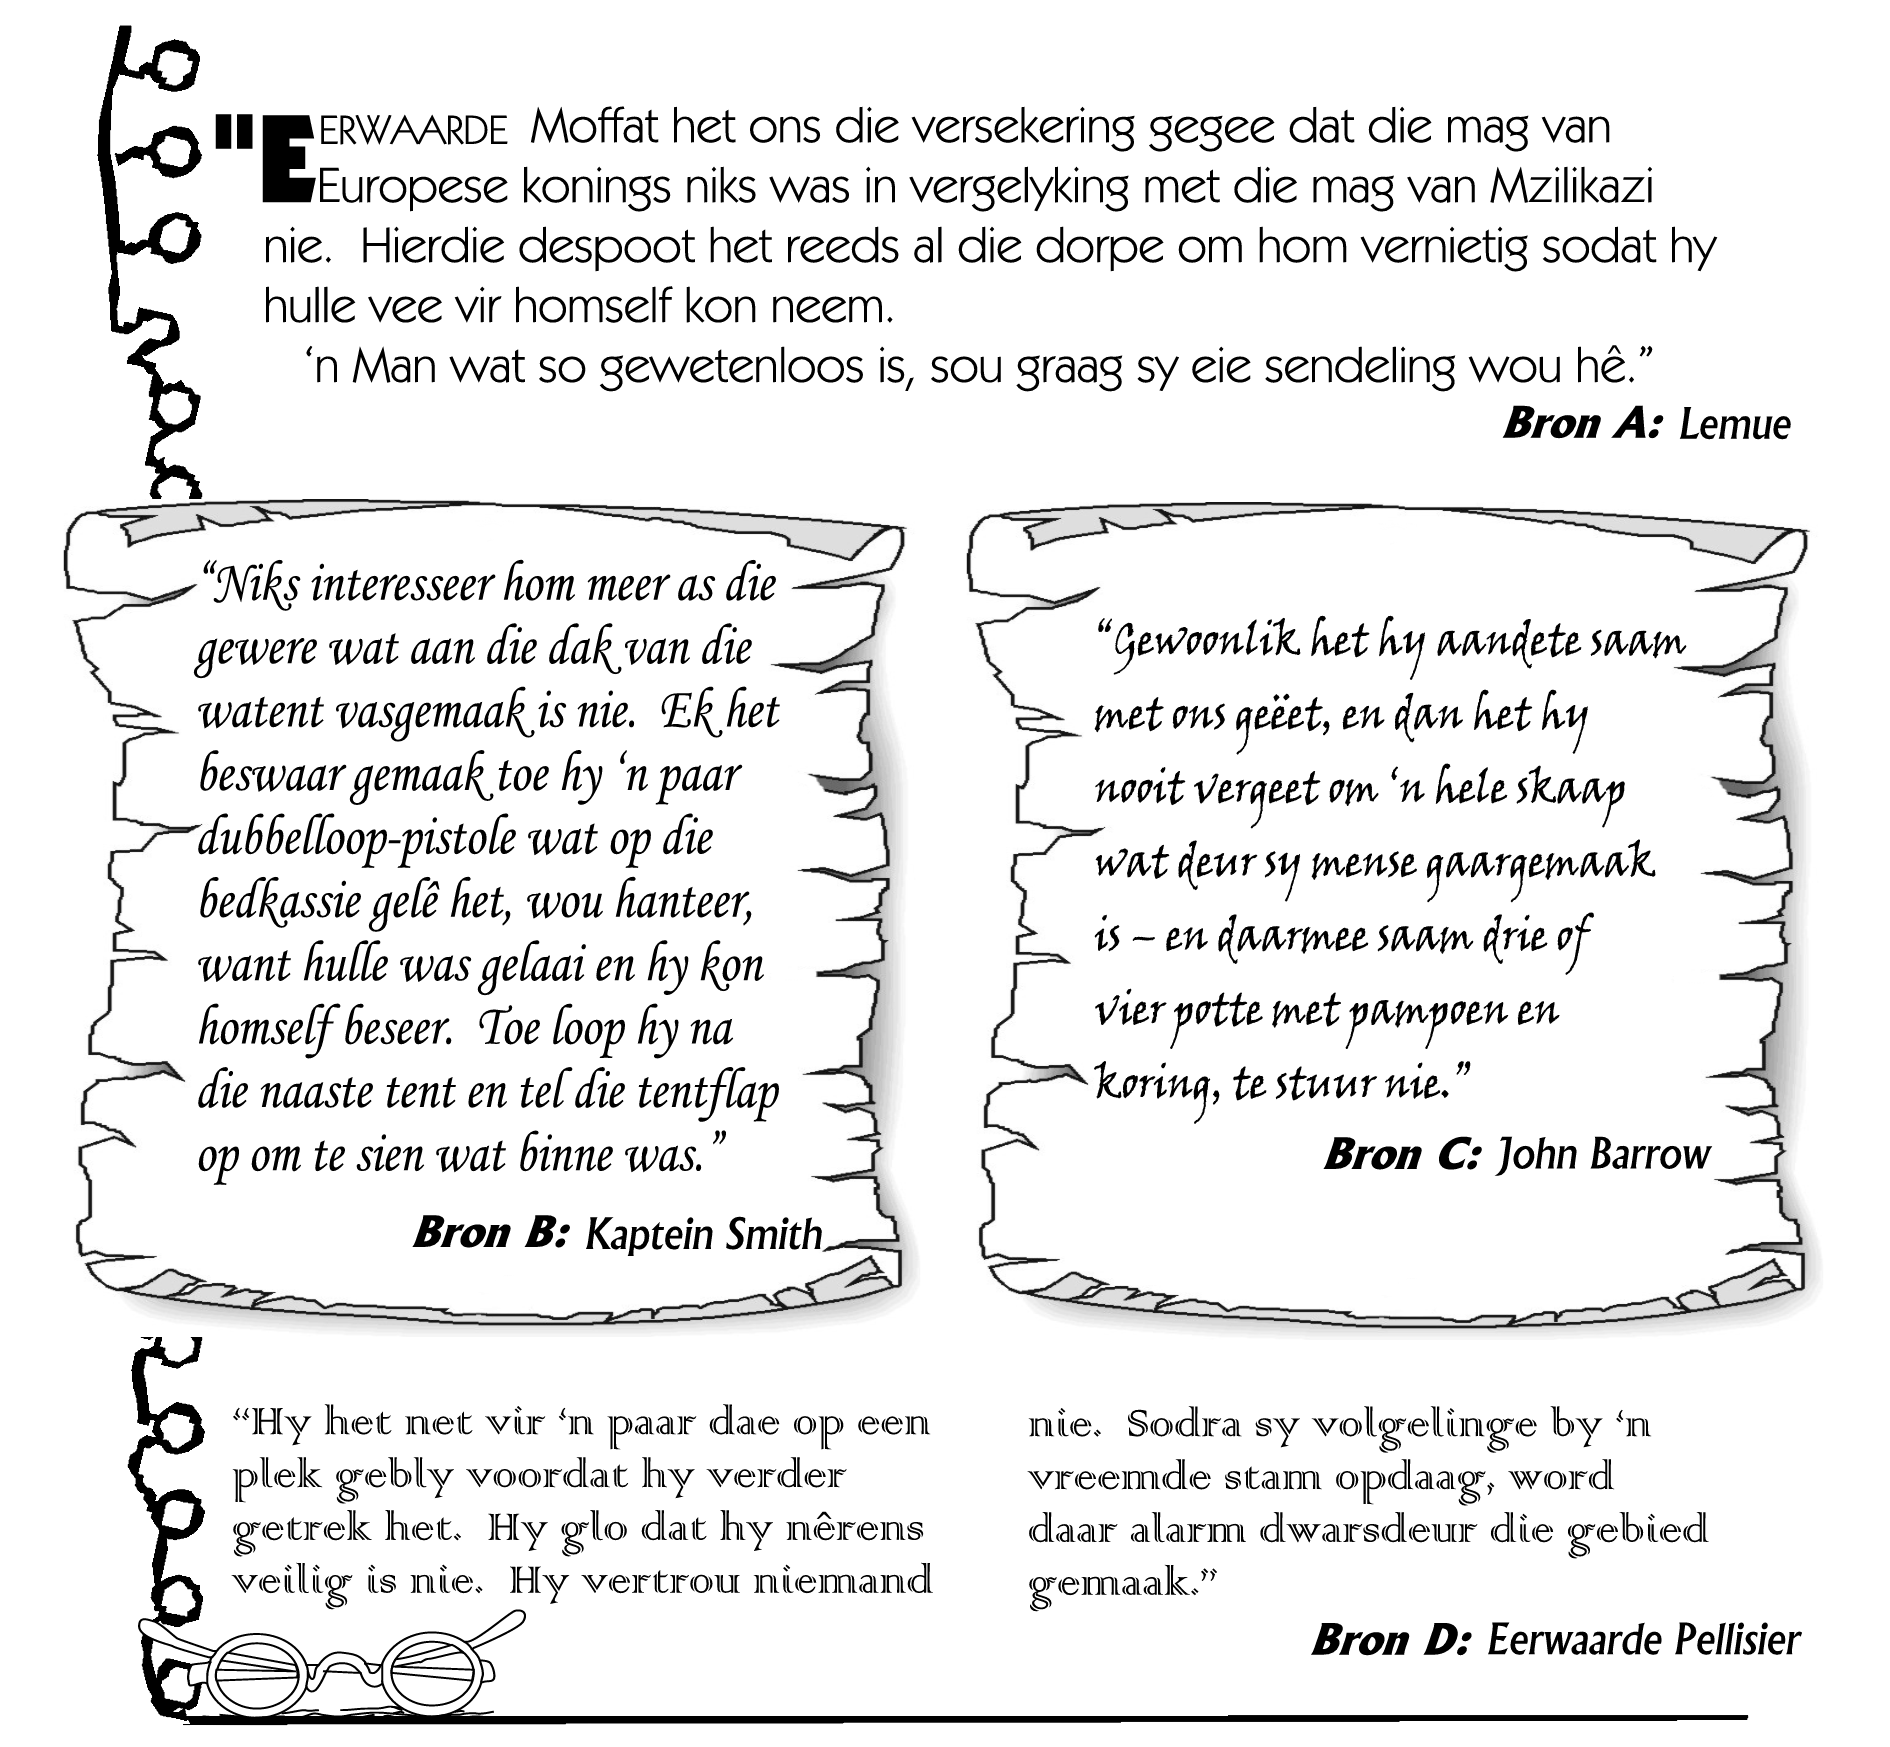 "EERWAARDE Moffat het ons die versekering gegee dat die mag van
Europese konings niks was in vergelyking met die mag van Mzilikazi
nie. Hierdie despoot het reeds al die dorpe om hom vernietig sodat hy
hulle vee vir homself kon neem.
‘n Man wat so gewetenloos is, sou graag sy eie sendeling wou hê.”
Bron A: Lemue
“Niks interesseer hom meer as die
gewere wat aan die dak van die
watent vasgemaak is nie. Ek het
beswaar gemaak toe hy ‘n paar
dubbelloop-pistole wat op die
bedkassie gelê het, wou hanteer,
want hulle was gelaai en hy kon
homself beseer. Toe loop hy na
die naaste tent en tel die tentflap
op om te sien wat binne was.”
Bron B: Kaptein Smith
“Gewoonlik het hy aandete saam
met ons geëet, en dan het hy
nooit vergeet om ‘n hele skaap
wat deur sy mense gaargemaak
is – en daarmee saam drie of
vier potte met pampoen en
koring, te stuur nie.”
Bron C: John Barrow
“Hy het net vir ‘n paar dae op een
plek gebly voordat hy verder
getrek het. Hy glo dat hy nêrens
veilig is nie. Hy vertrou niemand
nie. Sodra sy volgelinge by ‘n
vreemde stam opdaag, word
daar alarm dwarsdeur die gebied
gemaak.”
Bron D: Eerwaarde Pellisier